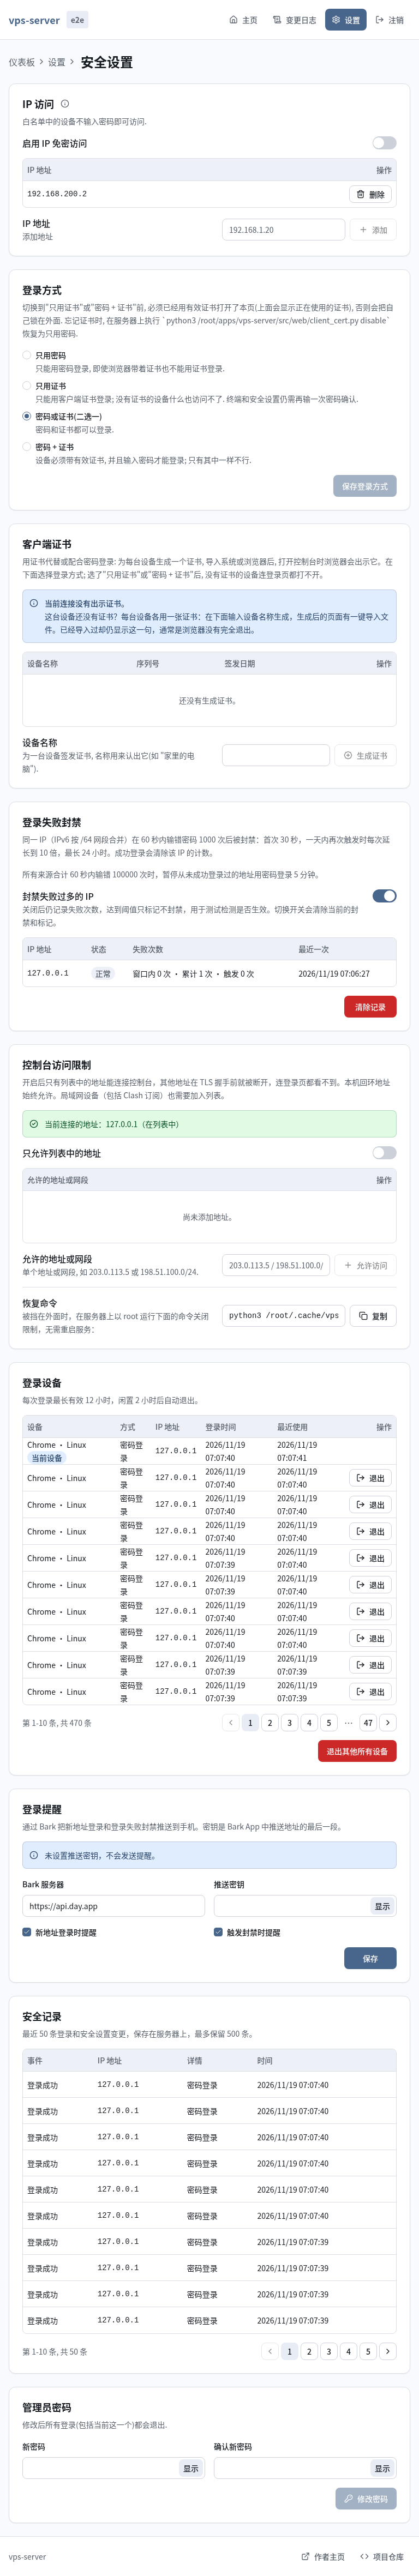 vps-server e2e 主页 变更日志 设置 注销
仪表板 > 设置 > 安全设置
IP 访问
白名单中的设备不输入密码即可访问.
启用 IP 免密访问
IP 地址 操作
192.168.200.2 删除
IP 地址
添加地址
192.168.1.20 添加
登录方式
切换到"只用证书"或"密码 + 证书"前, 必须已经用有效证书打开了本页(上面会显示正在使用的证书), 否则会把自
己锁在外面. 忘记证书时, 在服务器上执行 `python3 /root/apps/vps-server/src/web/client_cert.py disable`
恢复为只用密码.
只用密码
只能用密码登录, 即使浏览器带着证书也不能用证书登录.
只用证书
只能用客户端证书登录; 没有证书的设备什么也访问不了. 终端和安全设置仍需再输一次密码确认.
密码或证书(二选一)
密码和证书都可以登录.
密码 + 证书
设备必须带有效证书, 并且输入密码才能登录; 只有其中一样不行.
保存登录方式
客户端证书
用证书代替或配合密码登录: 为每台设备生成一个证书, 导入系统或浏览器后, 打开控制台时浏览器会出示它。在
下面选择登录方式; 选了"只用证书"或"密码 + 证书"后, 没有证书的设备连登录页都打不开。
当前连接没有出示证书。
这台设备还没有证书？每台设备各用一张证书：在下面输入设备名称生成，生成后的页面有一键导入文
件。已经导入过却仍显示这一句，通常是浏览器没有完全退出。
设备名称 序列号 签发日期 操作
还没有生成证书。
设备名称
为一台设备签发证书, 名称用来认出它(如 "家里的电
脑").
生成证书
登录失败封禁
同一 IP（IPv6 按 /64 网段合并）在 60 秒内输错密码 1000 次后被封禁：首次 30 秒，一天内再次触发时每次延
长到 10 倍，最长 24 小时。成功登录会清除该 IP 的计数。
所有来源合计 60 秒内输错 100000 次时，暂停从未成功登录过的地址用密码登录 5 分钟。
封禁失败过多的 IP
关闭后仍记录失败次数，达到阈值只标记不封禁，用于测试检测是否生效。切换开关会清除当前的封
禁和标记。
IP 地址 状态 失败次数 最近一次
127.0.0.1 正常 窗口内 0 次 · 累计 1 次 · 触发 0 次 2026/11/19 07:06:27
清除记录
控制台访问限制
开启后只有列表中的地址能连接控制台，其他地址在 TLS 握手前就被断开，连登录页都看不到。本机回环地址
始终允许。局域网设备（包括 Clash 订阅）也需要加入列表。
当前连接的地址：127.0.0.1（在列表中）
只允许列表中的地址
允许的地址或网段 操作
尚未添加地址。
允许的地址或网段
单个地址或网段, 如 203.0.113.5 或 198.51.100.0/24.
203.0.113.5 / 198.51.100.0/ 允许访问
恢复命令
被挡在外面时，在服务器上以 root 运行下面的命令关闭
限制，无需重启服务：
python3 /root/.cache/vps 复制
登录设备
每次登录最长有效 12 小时，闲置 2 小时后自动退出。
设备 方式 IP 地址 登录时间 最近使用 操作
Chrome · Linux 当前设备 密码登录 127.0.0.1 2026/11/19 07:07:40 2026/11/19 07:07:41
Chrome · Linux 密码登录 127.0.0.1 2026/11/19 07:07:40 2026/11/19 07:07:40 退出
Chrome · Linux 密码登录 127.0.0.1 2026/11/19 07:07:40 2026/11/19 07:07:40 退出
Chrome · Linux 密码登录 127.0.0.1 2026/11/19 07:07:40 2026/11/19 07:07:40 退出
Chrome · Linux 密码登录 127.0.0.1 2026/11/19 07:07:39 2026/11/19 07:07:40 退出
Chrome · Linux 密码登录 127.0.0.1 2026/11/19 07:07:39 2026/11/19 07:07:40 退出
Chrome · Linux 密码登录 127.0.0.1 2026/11/19 07:07:40 2026/11/19 07:07:40 退出
Chrome · Linux 密码登录 127.0.0.1 2026/11/19 07:07:40 2026/11/19 07:07:40 退出
Chrome · Linux 密码登录 127.0.0.1 2026/11/19 07:07:39 2026/11/19 07:07:39 退出
Chrome · Linux 密码登录 127.0.0.1 2026/11/19 07:07:39 2026/11/19 07:07:39 退出
第 1-10 条, 共 470 条 1 2 3 4 5 ··· 47
退出其他所有设备
登录提醒
通过 Bark 把新地址登录和登录失败封禁推送到手机。密钥是 Bark App 中推送地址的最后一段。
未设置推送密钥，不会发送提醒。
Bark 服务器 推送密钥
https://api.day.app 显示
新地址登录时提醒 触发封禁时提醒
保存
安全记录
最近 50 条登录和安全设置变更，保存在服务器上，最多保留 500 条。
事件 IP 地址 详情 时间
登录成功 127.0.0.1 密码登录 2026/11/19 07:07:40
登录成功 127.0.0.1 密码登录 2026/11/19 07:07:40
登录成功 127.0.0.1 密码登录 2026/11/19 07:07:40
登录成功 127.0.0.1 密码登录 2026/11/19 07:07:40
登录成功 127.0.0.1 密码登录 2026/11/19 07:07:40
登录成功 127.0.0.1 密码登录 2026/11/19 07:07:40
登录成功 127.0.0.1 密码登录 2026/11/19 07:07:39
登录成功 127.0.0.1 密码登录 2026/11/19 07:07:39
登录成功 127.0.0.1 密码登录 2026/11/19 07:07:39
登录成功 127.0.0.1 密码登录 2026/11/19 07:07:39
第 1-10 条, 共 50 条 1 2 3 4 5
管理员密码
修改后所有登录(包括当前这一个)都会退出.
新密码 确认新密码
显示 显示
修改密码
vps-server 作者主页 项目仓库